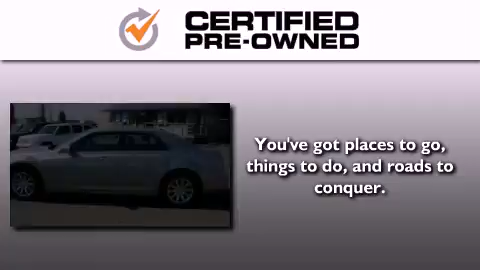 CERTIFIED
PRE-OWNED
You've got places to go,
things to do, and roads to
conquer.